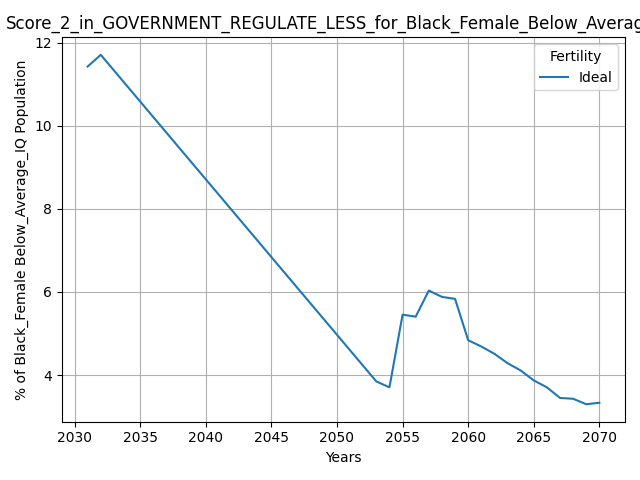 Score_2_in_GOVERNMENT_REGULATE_LESS_for_Black_Female_Below_Averag
12
10
8
6
4
% of Black_Female Below_Average_IQ Population
Fertility
Ideal
2030 2035 2040 2045 2050 2055 2060 2065 2070
Years